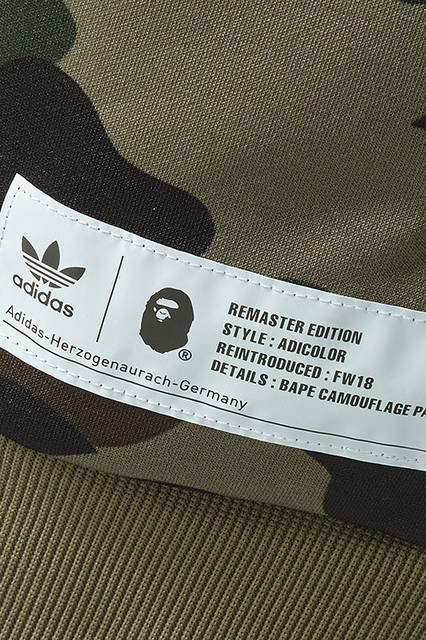 adidas
Adidas-Herzogenaurach-Germany
®
REMASTER EDITION
STYLE : ADICOLOR
REINTRODUCED : FW18
DETAILS : BAPE CAMOUFLAGE